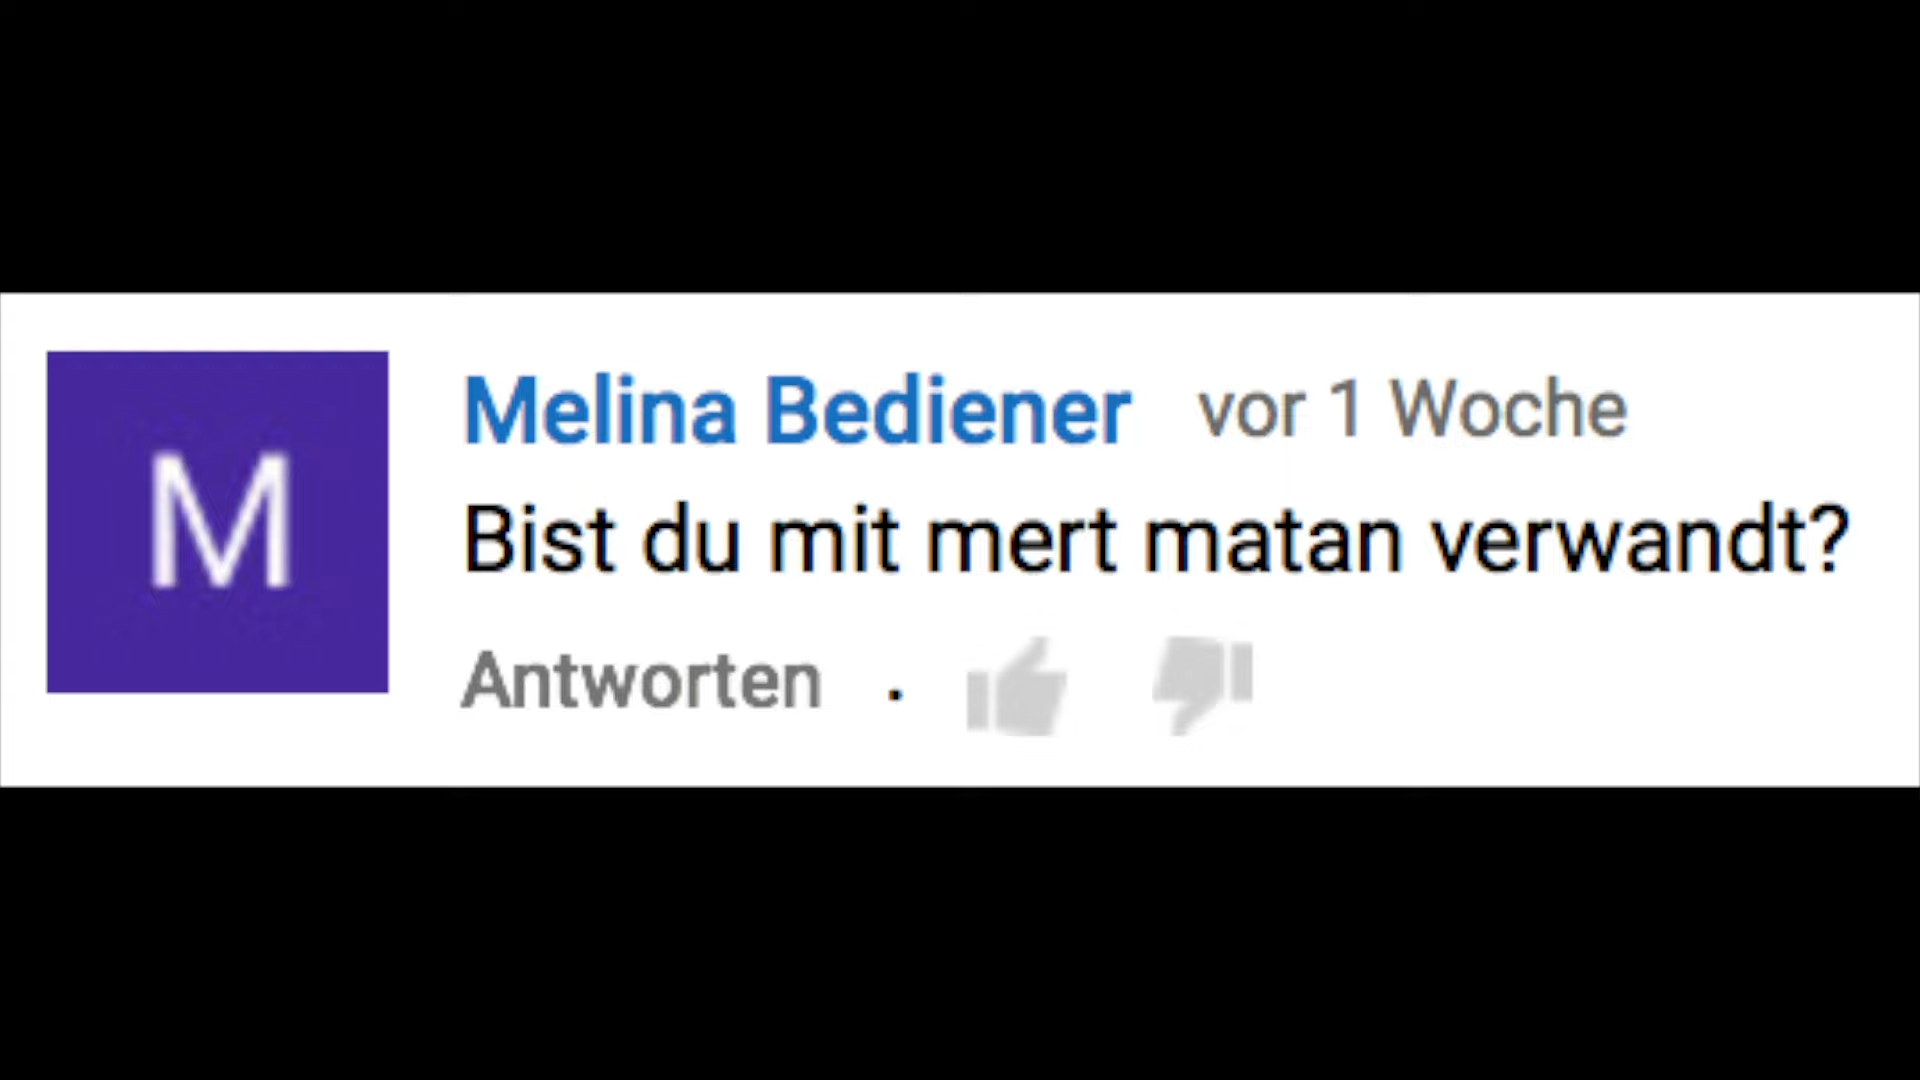 M
Melina Bediener vor 1 Woche
Bist du mit mert matan verwandt?
Antworten .